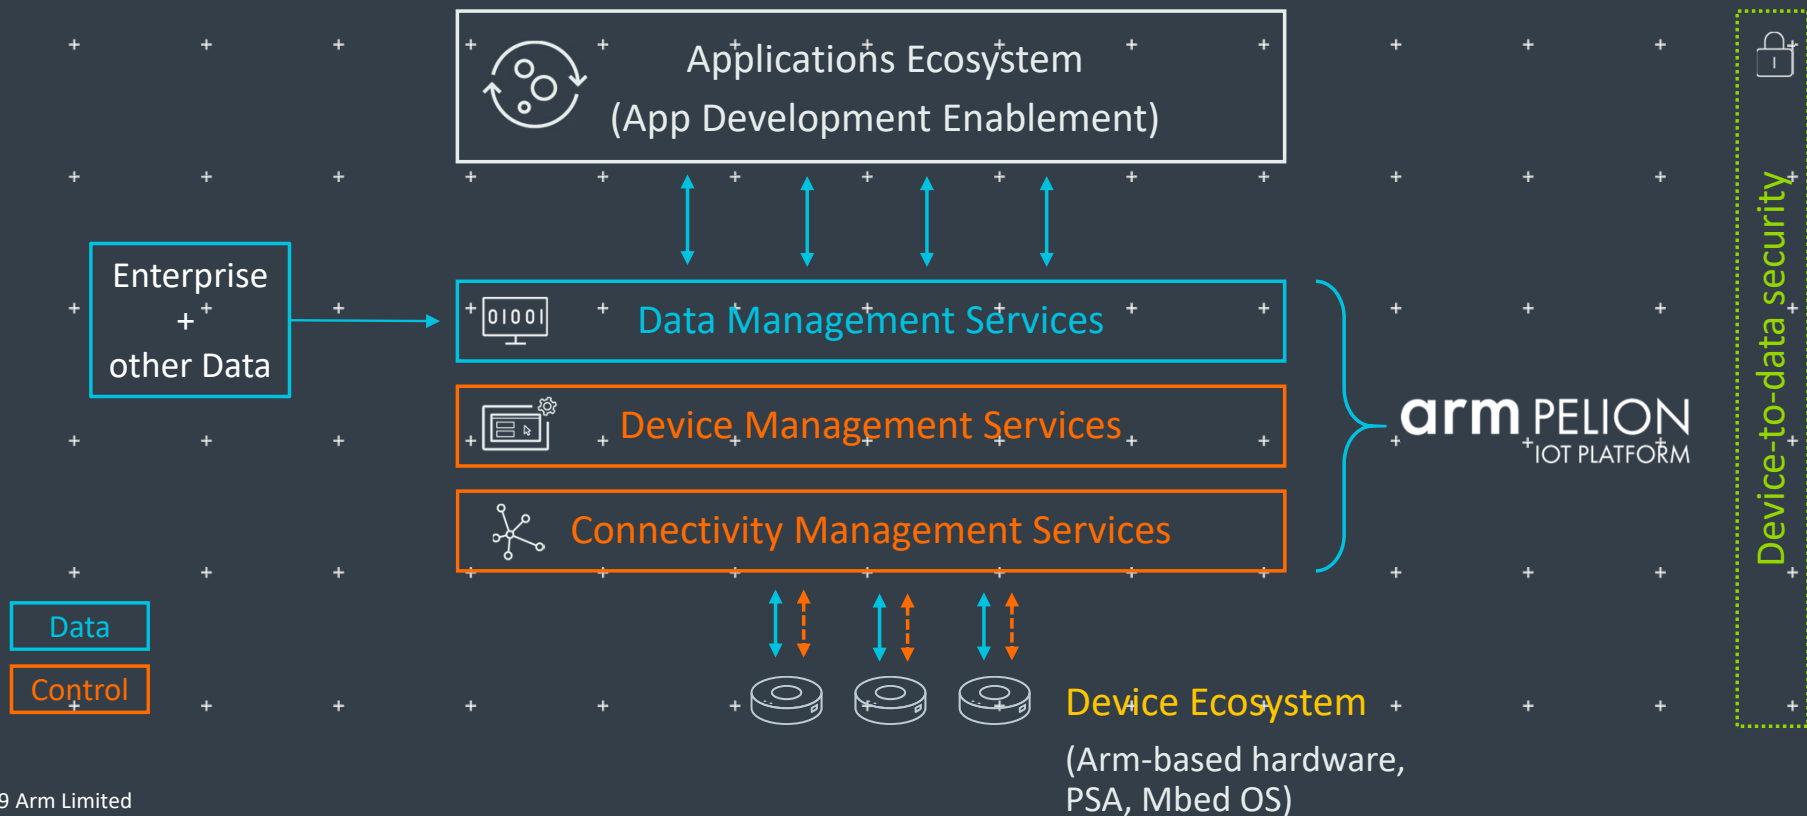 Applications Ecosystem
(App Development Enablement)
Enterprise
+
other Data
01001
Data Management Services
Device Management Services
Connectivity Management Services
arm PELION
IOT PLATFORM
Device-to-data security
Data
Control
Device Ecosystem
(Arm-based hardware,
PSA, Mbed OS)
9 Arm Limited